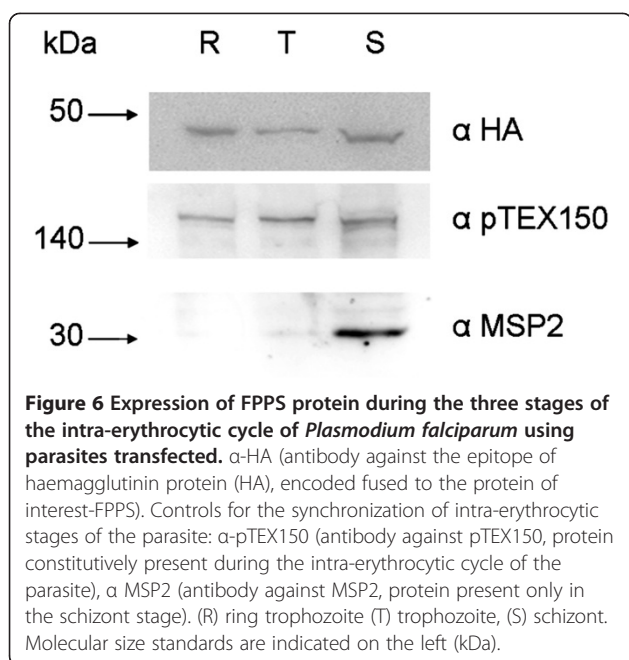 kDa R T S
50
α HA
α pTEX150
140
30
α MSP2
Figure 6 Expression of FPPS protein during the three stages of
the intra-erythrocytic cycle of Plasmodium falciparum using
parasites transfected. α-HA (antibody against the epitope of
haemagglutinin protein (HA), encoded fused to the protein of
interest-FPPS). Controls for the synchronization of intra-erythrocytic
stages of the parasite: α-pTEX150 (antibody against pTEX150, protein
constitutively present during the intra-erythrocytic cycle of the
parasite), α MSP2 (antibody against MSP2, protein present only in
the schizont stage). (R) ring trophozoite (T) trophozoite, (S) schizont.
Molecular size standards are indicated on the left (kDa).